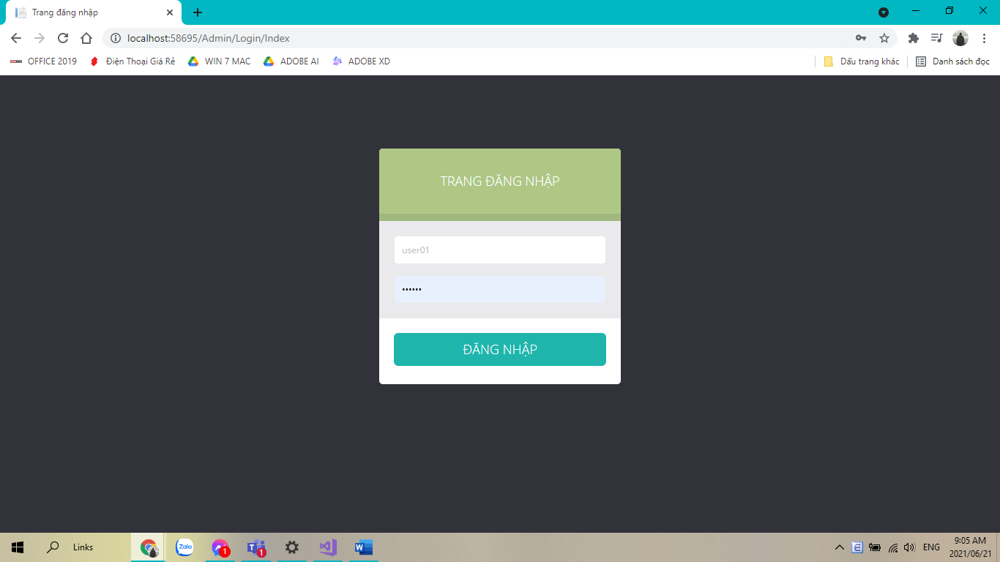 Trang đăng nhập
localhost:58695/Admin/Login/Index
OFFICE 2019 Điện Thoại Giá Rẻ WIN 7 MAC ADOBE AI ADOBE XD Dấu trang khác Danh sách đọc
TRANG ĐĂNG NHẬP
user01
••••••
ĐĂNG NHẬP
Links Zalo 1 1 ENG 9:05 AM
2021/06/21